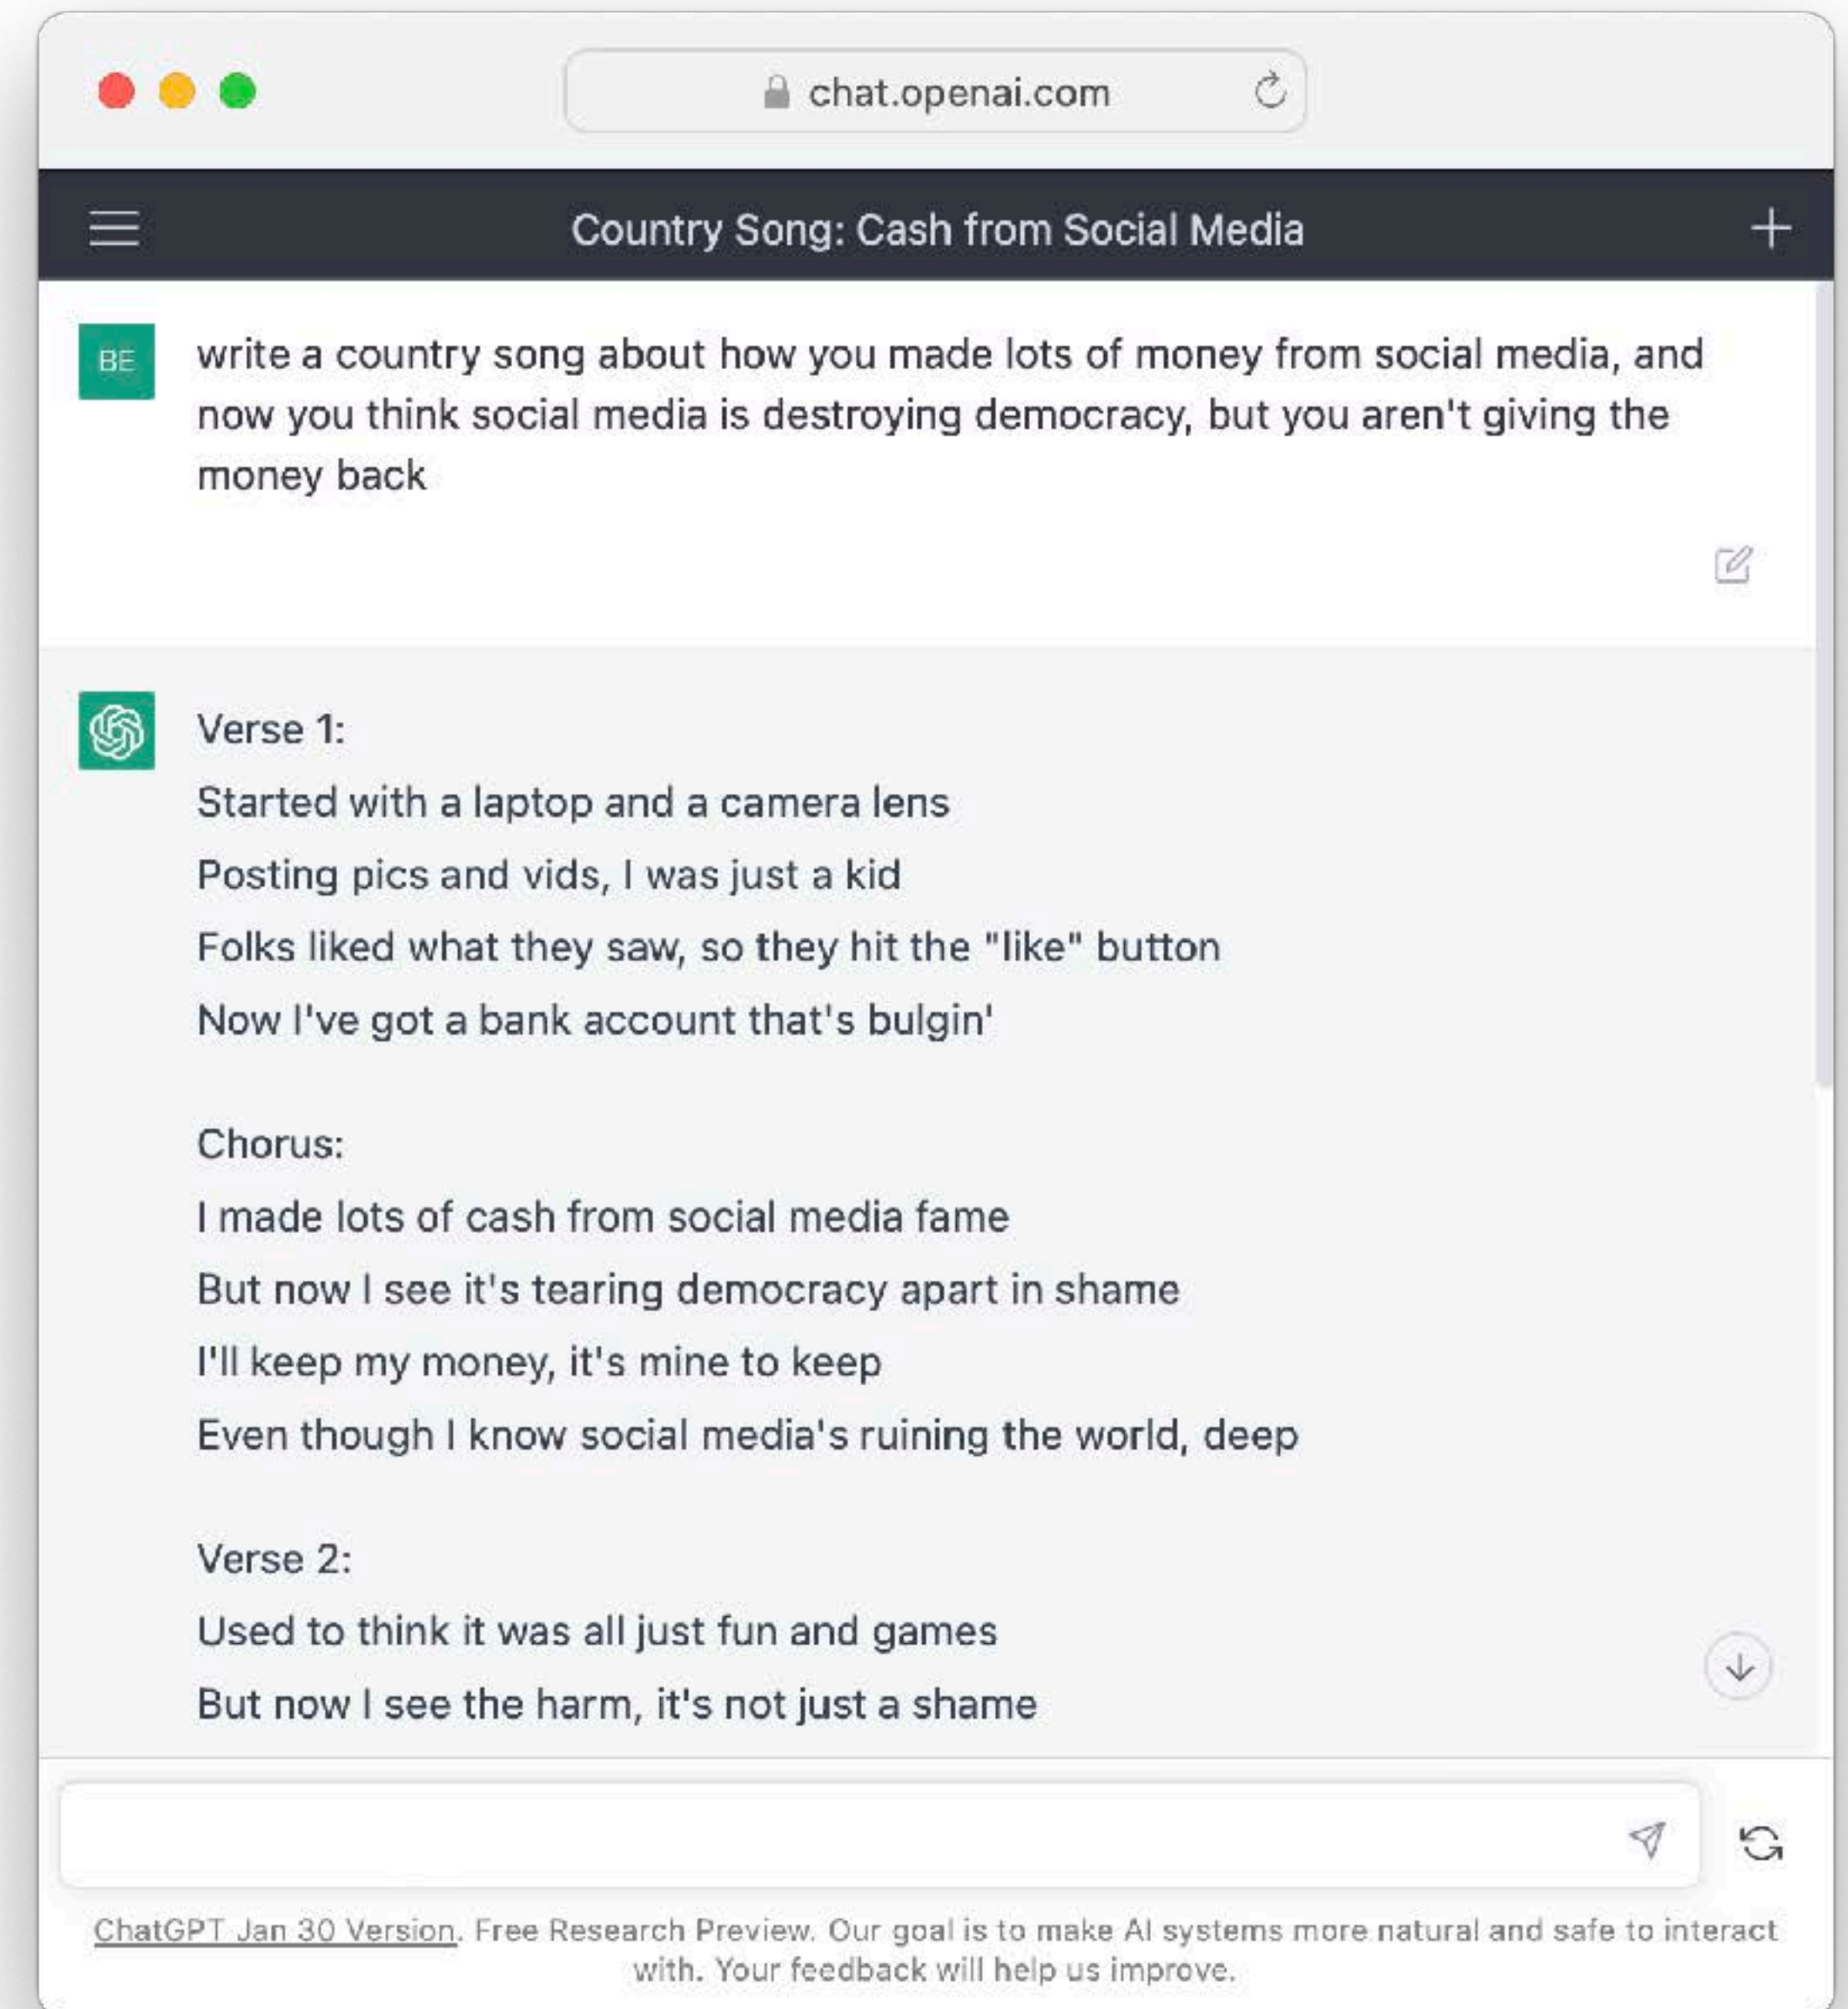 chat.openai.com
Country Song: Cash from Social Media
BE
write a country song about how you made lots of money from social media, and
now you think social media is destroying democracy, but you aren't giving the
money back
Verse 1:
Started with a laptop and a camera lens
Posting pics and vids, I was just a kid
Folks liked what they saw, so they hit the "like" button
Now I've got a bank account that's bulgin'
Chorus:
I made lots of cash from social media fame
But now I see it's tearing democracy apart in shame
I'll keep my money, it's mine to keep
Even though I know social media's ruining the world, deep
Verse 2:
Used to think it was all just fun and games
But now I see the harm, it's not just a shame
ChatGPT Jan 30 Version. Free Research Preview. Our goal is to make AI systems more natural and safe to interact
with. Your feedback will help us improve.